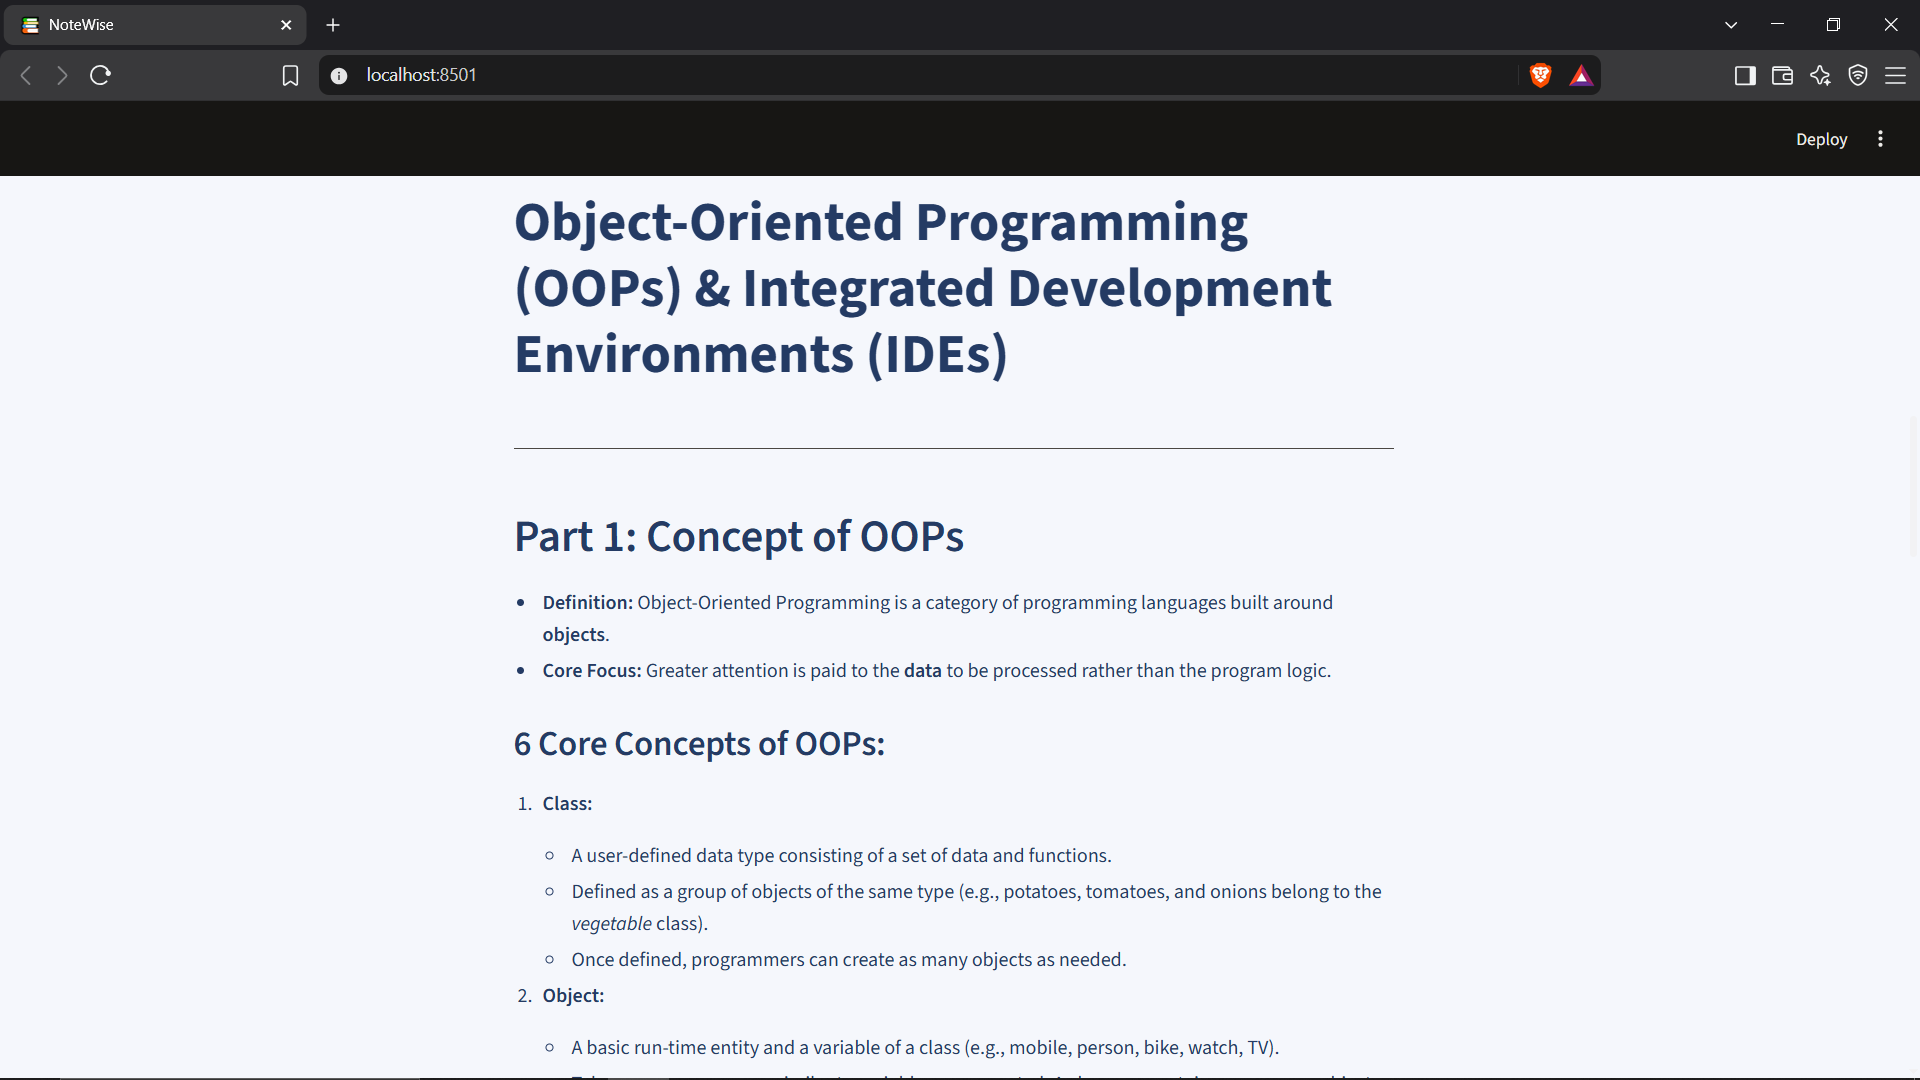 NoteWise
localhost:8501
Deploy
Object-Oriented Programming
(OOPs) & Integrated Development
Environments (IDEs)
Part 1: Concept of OOPs
• Definition: Object-Oriented Programming is a category of programming languages built around
objects.
• Core Focus: Greater attention is paid to the data to be processed rather than the program logic.
6 Core Concepts of OOPs:
1. Class:
○ A user-defined data type consisting of a set of data and functions.
○ Defined as a group of objects of the same type (e.g., potatoes, tomatoes, and onions belong to the
vegetable class).
○ Once defined, programmers can create as many objects as needed.
2. Object:
○ A basic run-time entity and a variable of a class (e.g., mobile, person, bike, watch, TV).